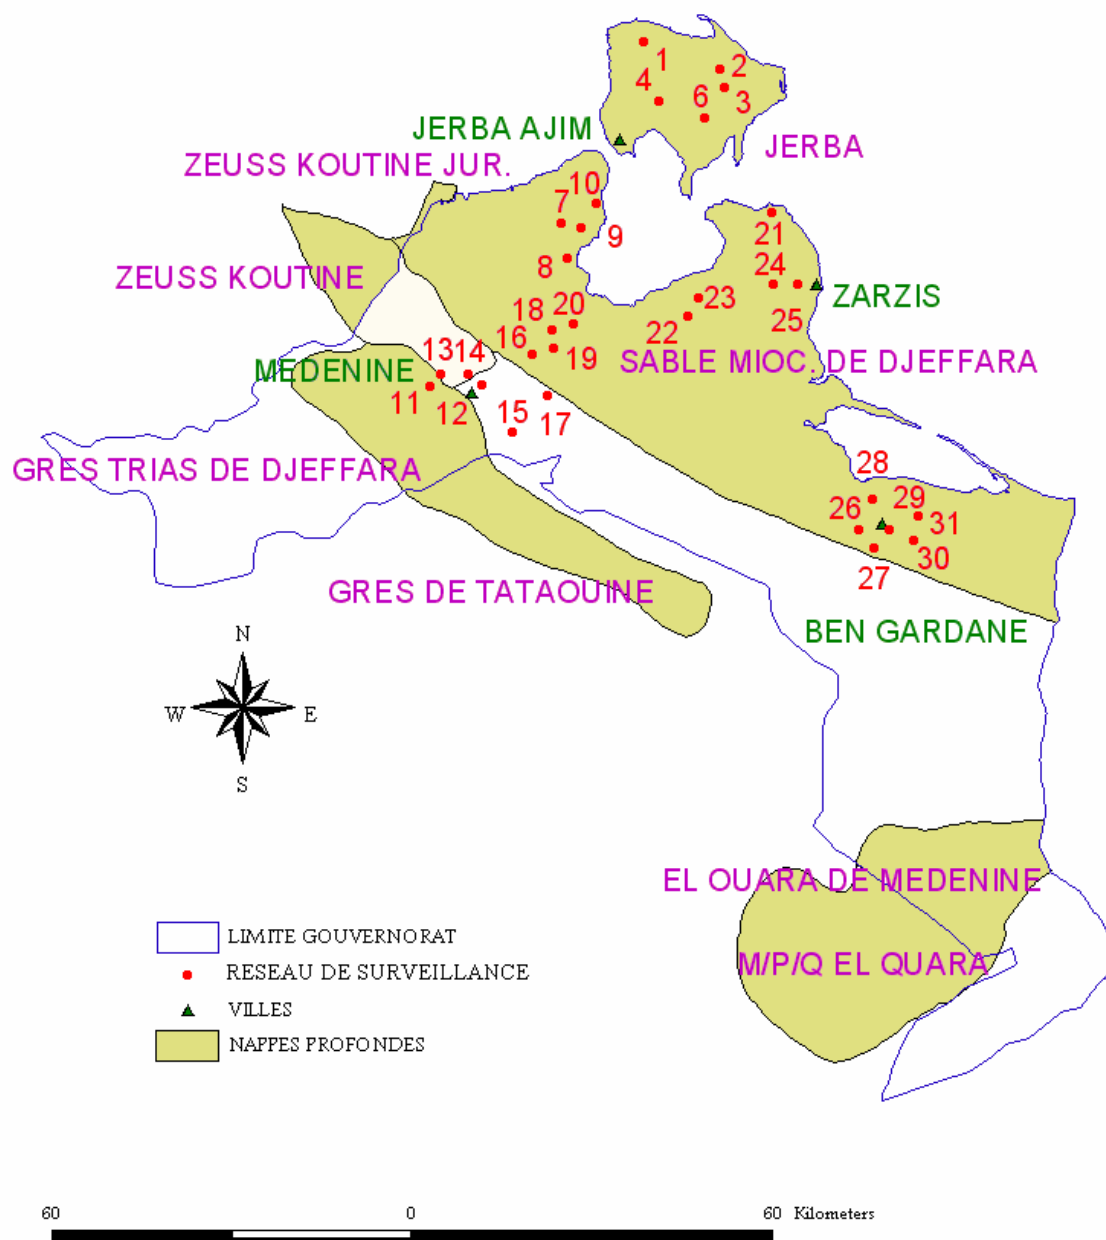 1
2
4
6
3
JERBA AJIM
JERBA
ZEUSS KOUTINE JUR.
10
7
9
21
8
24
ZEUSS KOUTINE
23
ZARZIS
18 20
22
25
16
13 14
19
SABLE MIOC. DE DJEFFARA
MEDENINE
11
12
15
17
28
GRES TRIAS DE DJEFFARA
29
26
31
30
27
GRES DE TATAOUINE
BEN GARDANE
N
W
E
S
EL OUARA DE MEDENINE
LIMITE GOUVERNORAT
M/P/Q EL QUARA
RESEAU DE SURVEILLANCE
VILLES
NAPPES PROFONDES
60 0 60 Kilometers